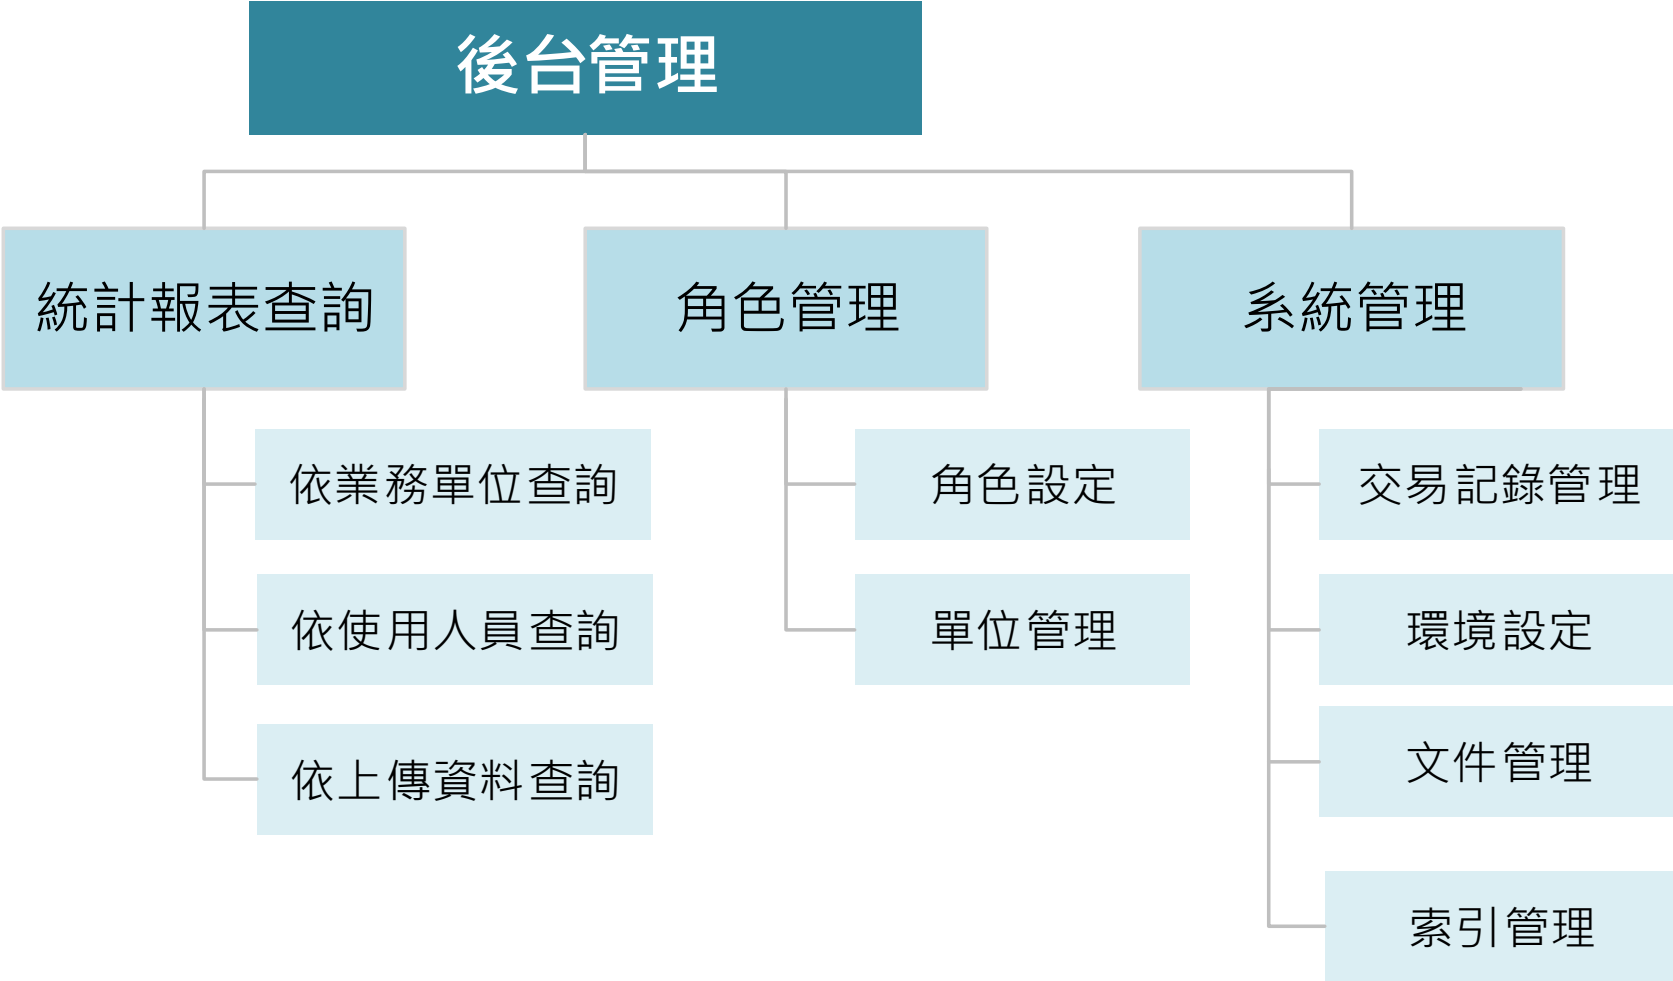 後台管理
統計報表查詢
角色管理
系統管理
依業務單位查詢
角色設定
交易記錄管理
依使用人員查詢
單位管理
環境設定
文件管理
依上傳資料查詢
索引管理